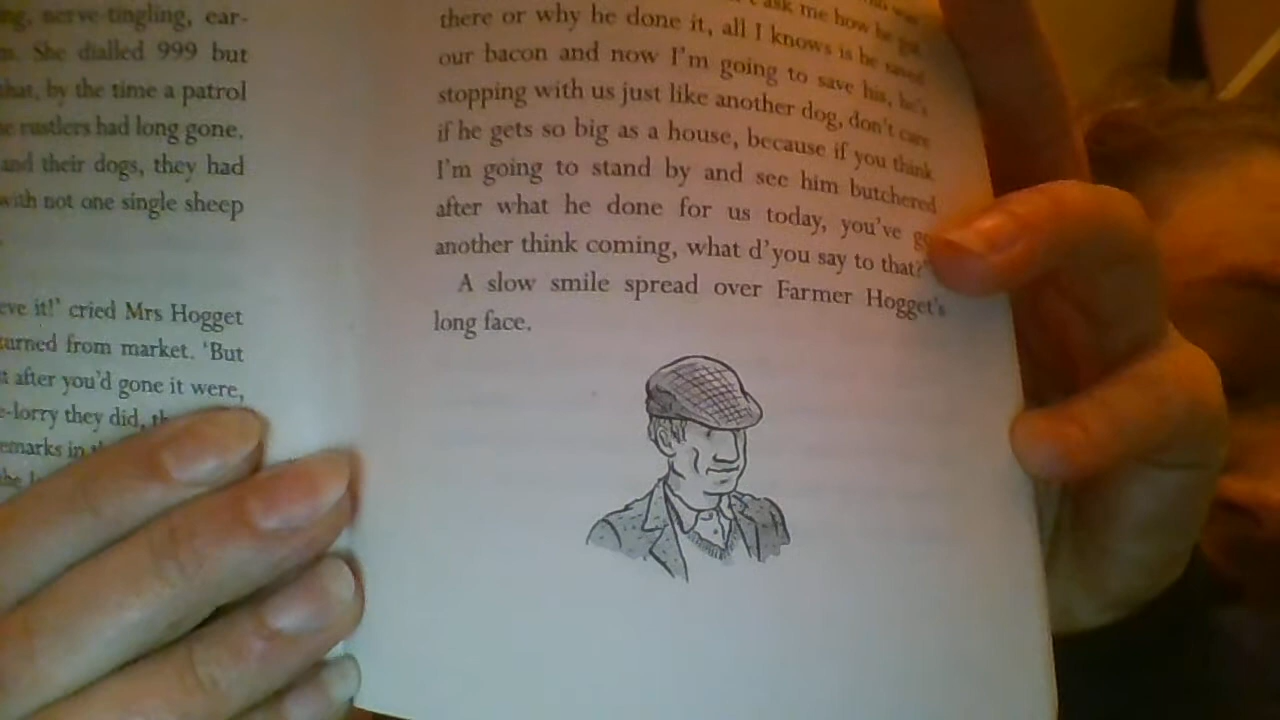 nerve-tingling, ear-
She dialled 999 but
that, by the time a patrol
rustlers had long gone,
and their dogs, they had
with not one single sheep
it!’ cried Mrs Hogget
from market. ‘But
after you’d gone it were,
they did,
in
ask me how he got
there or why he done it, all I knows is he saved
our bacon and now I’m going to save his, he’s
stopping with us just like another dog, don’t care
if he gets so big as a house, because if you think
I’m going to stand by and see him butchered
after what he done for us today, you’ve
another think coming, what d’you say to that?’
A slow smile spread over Farmer Hogget’s
long face.